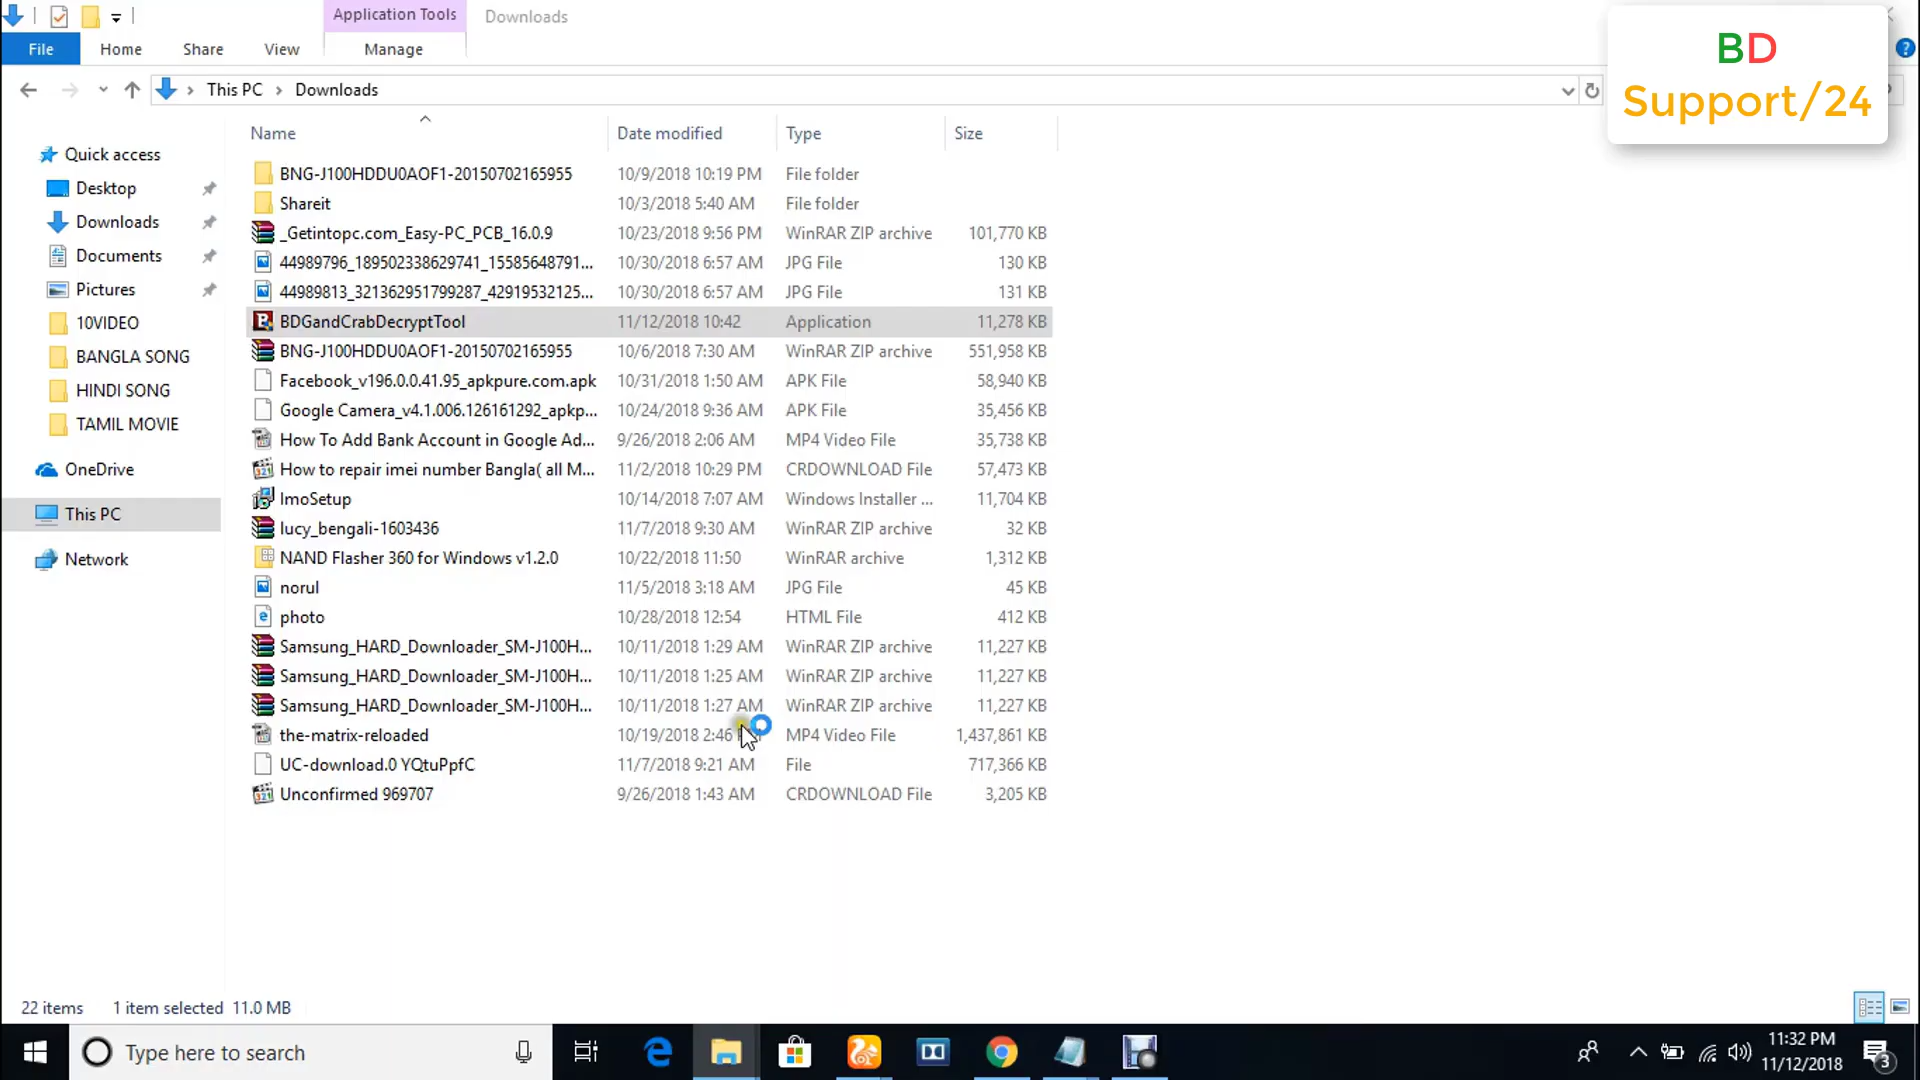 Application Tools
Downloads
File
Home
Share
View
Manage
BD
Support/24
This PC
Downloads
Name
Date modified
Type
Size
Quick access
Desktop
Downloads
Documents
Pictures
10VIDEO
BANGLA SONG
HINDI SONG
TAMIL MOVIE
OneDrive
This PC
Network
BNG-J100HDDU0AOF1-20150702165955 10/9/2018 10:19 PM File folder
Shareit 10/3/2018 5:40 AM File folder
_Getintopc.com_Easy-PC_PCB_16.0.9 10/23/2018 9:56 PM WinRAR ZIP archive 101,770 KB
44989796_189502338629741_15585648791... 10/30/2018 6:57 AM JPG File 130 KB
44989813_321362951799287_42919532125... 10/30/2018 6:57 AM JPG File 131 KB
BDGandCrabDecryptTool 11/12/2018 10:42 Application 11,278 KB
BNG-J100HDDU0AOF1-20150702165955 10/6/2018 7:30 AM WinRAR ZIP archive 551,958 KB
Facebook_v196.0.0.41.95_apkpure.com.apk 10/31/2018 1:50 AM APK File 58,940 KB
Google Camera_v4.1.006.126161292_apkp... 10/24/2018 9:36 AM APK File 35,456 KB
How To Add Bank Account in Google Ad... 9/26/2018 2:06 AM MP4 Video File 35,738 KB
How to repair imei number Bangla( all M... 11/2/2018 10:29 PM CRDOWNLOAD File 57,473 KB
ImoSetup 10/14/2018 7:07 AM Windows Installer ... 11,704 KB
lucy_bengali-1603436 11/7/2018 9:30 AM WinRAR ZIP archive 32 KB
NAND Flasher 360 for Windows v1.2.0 10/22/2018 11:50 WinRAR archive 1,312 KB
norul 11/5/2018 3:18 AM JPG File 45 KB
photo 10/28/2018 12:54 HTML File 412 KB
Samsung_HARD_Downloader_SM-J100H... 10/11/2018 1:29 AM WinRAR ZIP archive 11,227 KB
Samsung_HARD_Downloader_SM-J100H... 10/11/2018 1:25 AM WinRAR ZIP archive 11,227 KB
Samsung_HARD_Downloader_SM-J100H... 10/11/2018 1:27 AM WinRAR ZIP archive 11,227 KB
the-matrix-reloaded 10/19/2018 2:46 MP4 Video File 1,437,861 KB
UC-download.0 YQtuPpfC 11/7/2018 9:21 AM File 717,366 KB
Unconfirmed 969707 9/26/2018 1:43 AM CRDOWNLOAD File 3,205 KB
22 items 1 item selected 11.0 MB
Type here to search
11:32 PM
11/12/2018
3